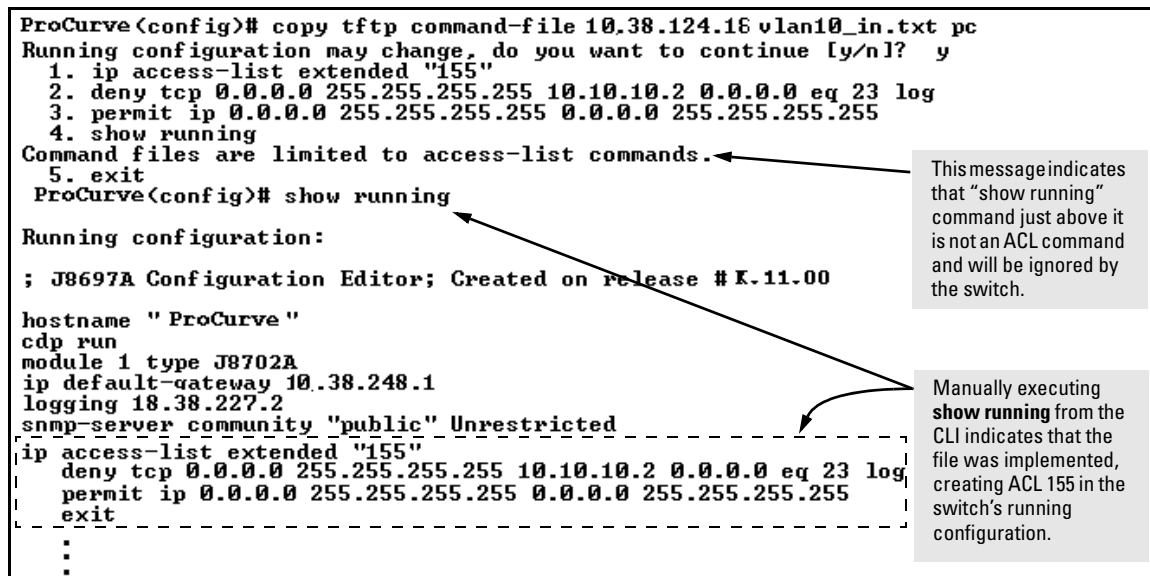 ProCurve(config)# copy tftp command-file 10.38.124.18 vlan10_in.txt pc
Running configuration may change, do you want to continue [y/n]? y
1. ip access-list extended "155"
2. deny tcp 0.0.0.0 255.255.255.255 10.10.10.2 0.0.0.0 eq 23 log
3. permit ip 0.0.0.0 255.255.255.255 0.0.0.0 255.255.255.255
4. show running
Command files are limited to access-list commands.
5. exit
ProCurve(config)# show running
Running configuration:
; J8697A Configuration Editor; Created on release # K.11.00
hostname "ProCurve"
cdp run
module 1 type J8702A
ip default-gateway 10.38.248.1
logging 18.38.227.2
snmp-server community "public" Unrestricted
ip access-list extended "155"
deny tcp 0.0.0.0 255.255.255.255 10.10.10.2 0.0.0.0 eq 23 log
permit ip 0.0.0.0 255.255.255.255 0.0.0.0 255.255.255.255
exit
This message indicates
that “show running”
command just above it
is not an ACL command
and will be ignored by
the switch.
Manually executing
show running from the
CLI indicates that the
file was implemented,
creating ACL 155 in the
switch’s running
configuration.